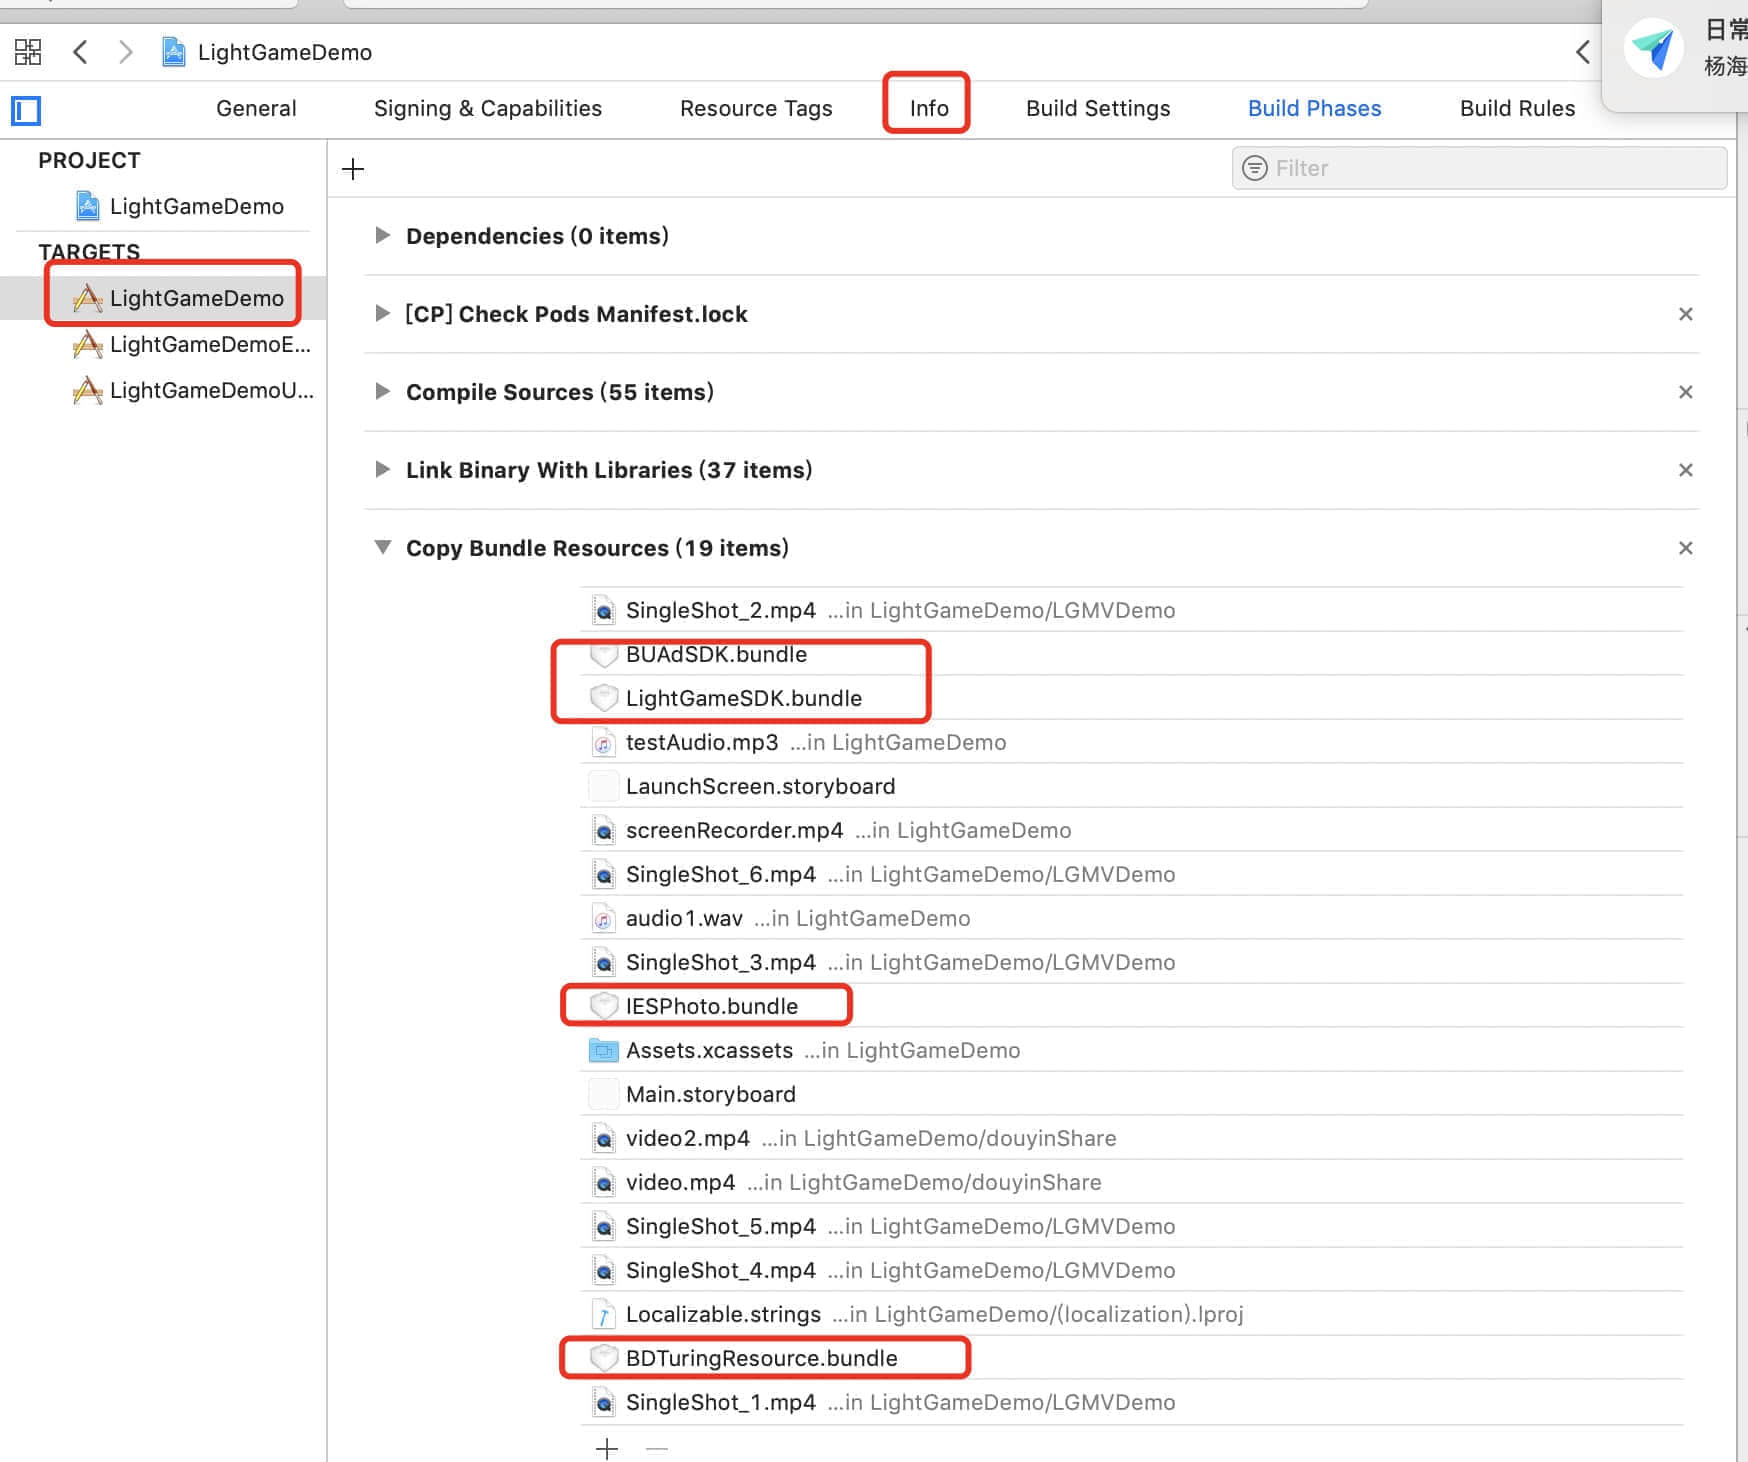 LightGameDemo
日常
杨海
General Signing & Capabilities Resource Tags Info Build Settings Build Phases Build Rules
PROJECT
LightGameDemo
TARGETS
LightGameDemo
LightGameDemoE...
LightGameDemoU...
Filter
Dependencies (0 items)
[CP] Check Pods Manifest.lock
Compile Sources (55 items)
Link Binary With Libraries (37 items)
Copy Bundle Resources (19 items)
SingleShot_2.mp4 ...in LightGameDemo/LGMVDemo
BUAdSDK.bundle
LightGameSDK.bundle
testAudio.mp3 ...in LightGameDemo
LaunchScreen.storyboard
screenRecorder.mp4 ...in LightGameDemo
SingleShot_6.mp4 ...in LightGameDemo/LGMVDemo
audio1.wav ...in LightGameDemo
SingleShot_3.mp4 ...in LightGameDemo/LGMVDemo
IESPhoto.bundle
Assets.xcassets ...in LightGameDemo
Main.storyboard
video2.mp4 ...in LightGameDemo/douyinShare
video.mp4 ...in LightGameDemo/douyinShare
SingleShot_5.mp4 ...in LightGameDemo/LGMVDemo
SingleShot_4.mp4 ...in LightGameDemo/LGMVDemo
Localizable.strings ...in LightGameDemo/(localization).lproj
BDTuringResource.bundle
SingleShot_1.mp4 ...in LightGameDemo/LGMVDemo